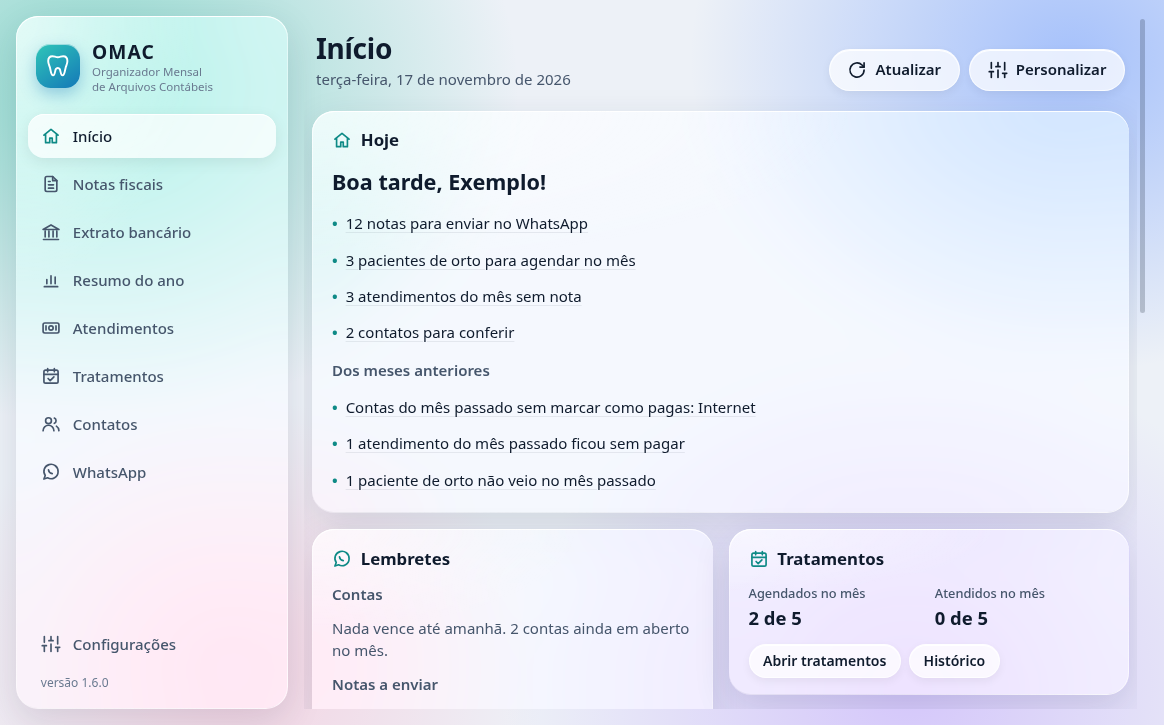 OMAC
Organizador Mensal
de Arquivos Contábeis
Início
Notas fiscais
Extrato bancário
Resumo do ano
Atendimentos
Tratamentos
Contatos
WhatsApp
Configurações
versão 1.6.0
Início
terça-feira, 17 de novembro de 2026
Atualizar
Personalizar
Hoje
Boa tarde, Exemplo!
• 12 notas para enviar no WhatsApp
• 3 pacientes de orto para agendar no mês
• 3 atendimentos do mês sem nota
• 2 contatos para conferir
Dos meses anteriores
• Contas do mês passado sem marcar como pagas: Internet
• 1 atendimento do mês passado ficou sem pagar
• 1 paciente de orto não veio no mês passado
Lembretes
Contas
Nada vence até amanhã. 2 contas ainda em aberto
no mês.
Notas a enviar
Tratamentos
Agendados no mês
2 de 5
Atendidos no mês
0 de 5
Abrir tratamentos
Histórico